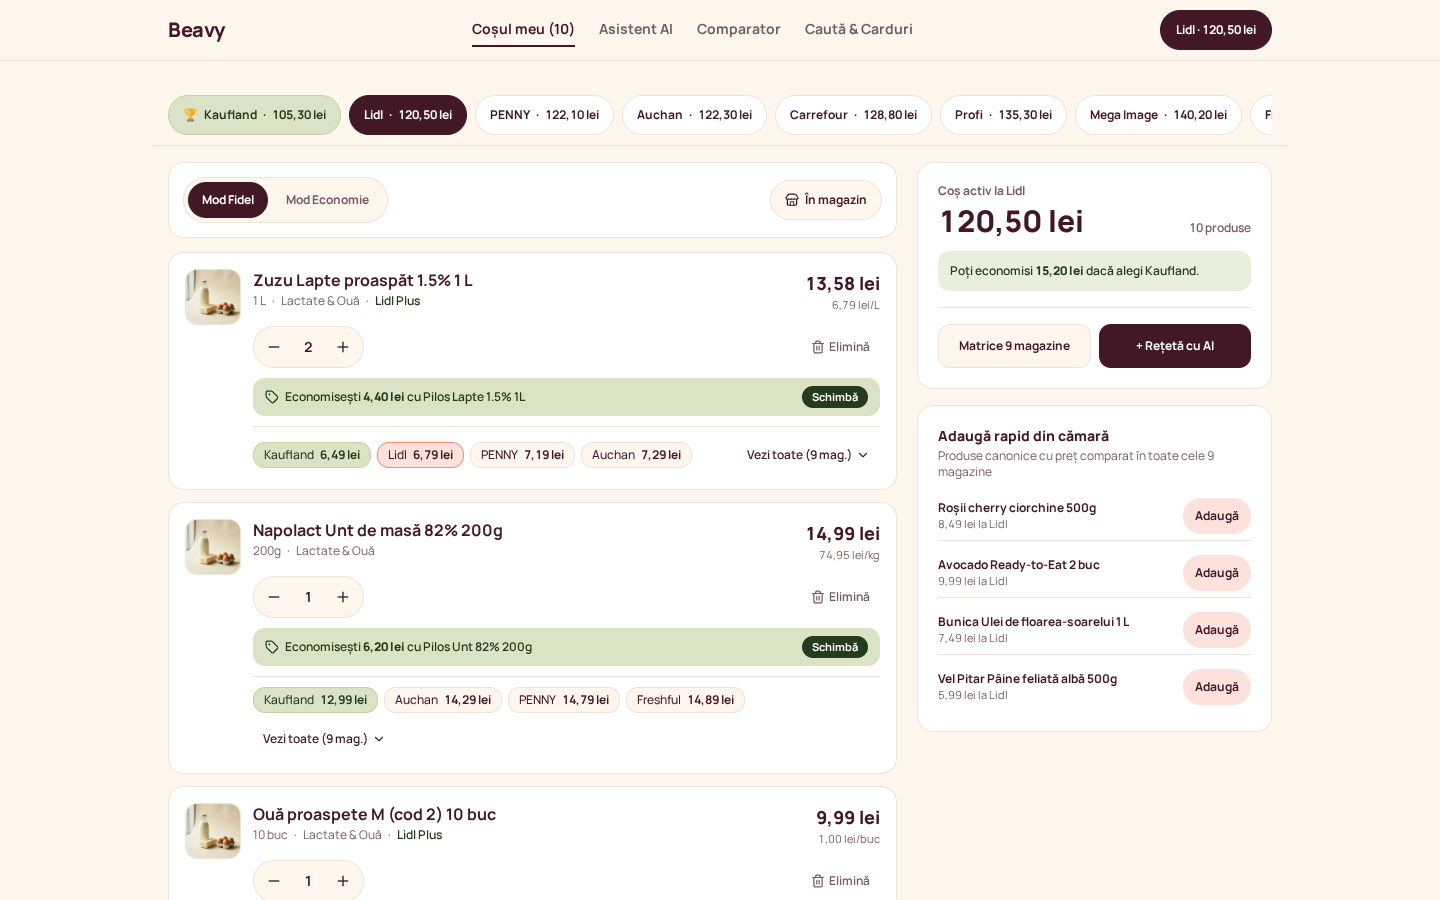 Beavy
Coșul meu (10)
Asistent AI
Comparator
Caută & Carduri
Lidl · 120,50 lei
🏆 Kaufland · 105,30 lei
Lidl · 120,50 lei
PENNY · 122,10 lei
Auchan · 122,30 lei
Carrefour · 128,80 lei
Profi · 135,30 lei
Mega Image · 140,20 lei
Mod Fidel
Mod Economie
În magazin
Zuzu Lapte proaspăt 1.5% 1 L
1 L · Lactate & Ouă · Lidl Plus
13,58 lei
6,79 lei/L
2
Elimină
Economisești 4,40 lei cu Pilos Lapte 1.5% 1L
Schimbă
Kaufland 6,49 lei
Lidl 6,79 lei
PENNY 7,19 lei
Auchan 7,29 lei
Vezi toate (9 mag.)
Napolact Unt de masă 82% 200g
200g · Lactate & Ouă
14,99 lei
74,95 lei/kg
1
Elimină
Economisești 6,20 lei cu Pilos Unt 82% 200g
Schimbă
Kaufland 12,99 lei
Auchan 14,29 lei
PENNY 14,79 lei
Freshful 14,89 lei
Vezi toate (9 mag.)
Ouă proaspete M (cod 2) 10 buc
10 buc · Lactate & Ouă · Lidl Plus
9,99 lei
1,00 lei/buc
1
Elimină
Coș activ la Lidl
120,50 lei
10 produse
Poți economisi 15,20 lei dacă alegi Kaufland.
Matrice 9 magazine
+ Rețetă cu AI
Adaugă rapid din cămară
Produse canonice cu preț comparat în toate cele 9
magazine
Roșii cherry ciorchine 500g
8,49 lei la Lidl
Adaugă
Avocado Ready-to-Eat 2 buc
9,99 lei la Lidl
Adaugă
Bunica Ulei de floarea-soarelui 1 L
7,49 lei la Lidl
Adaugă
Vel Pitar Pâine feliată albă 500g
5,99 lei la Lidl
Adaugă